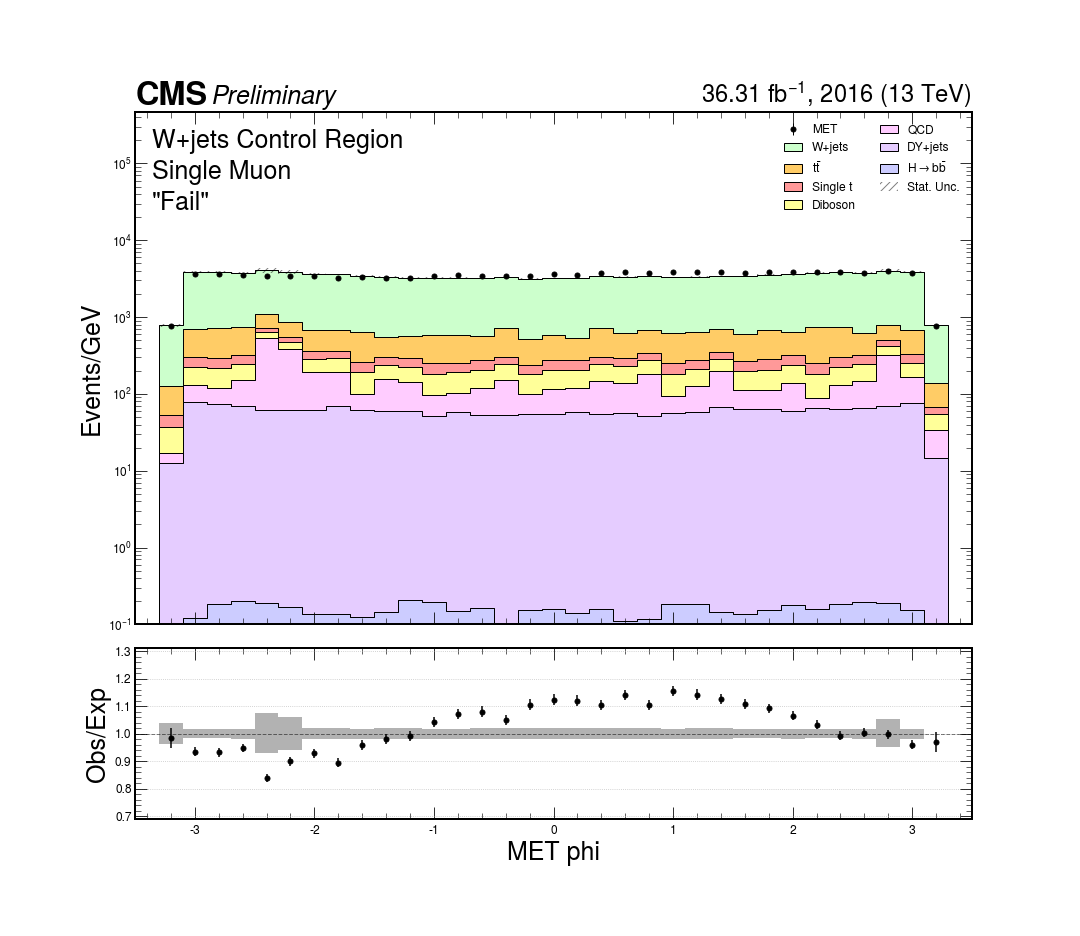 CMS Preliminary
36.31 fb⁻¹, 2016 (13 TeV)
W+jets Control Region
Single Muon
"Fail"
MET
W+jets
tt̄
Single t
Diboson
QCD
DY+jets
H→bb̄
Stat. Unc.
Events/GeV
10⁵
10⁴
10³
10²
10¹
10⁰
10⁻¹
Obs/Exp
1.3
1.2
1.1
1.0
0.9
0.8
0.7
-3 -2 -1 0 1 2 3
MET phi